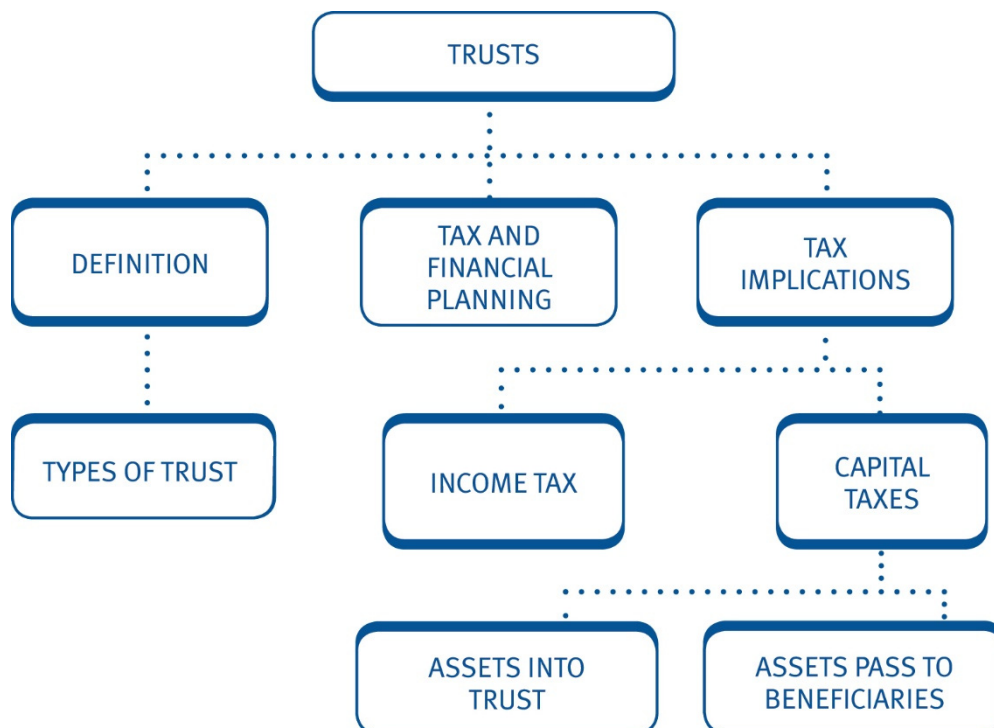 TRUSTS
DEFINITION
TAX AND
FINANCIAL
PLANNING
TAX
IMPLICATIONS
TYPES OF TRUST
INCOME TAX
CAPITAL
TAXES
ASSETS INTO
TRUST
ASSETS PASS TO
BENEFICIARIES